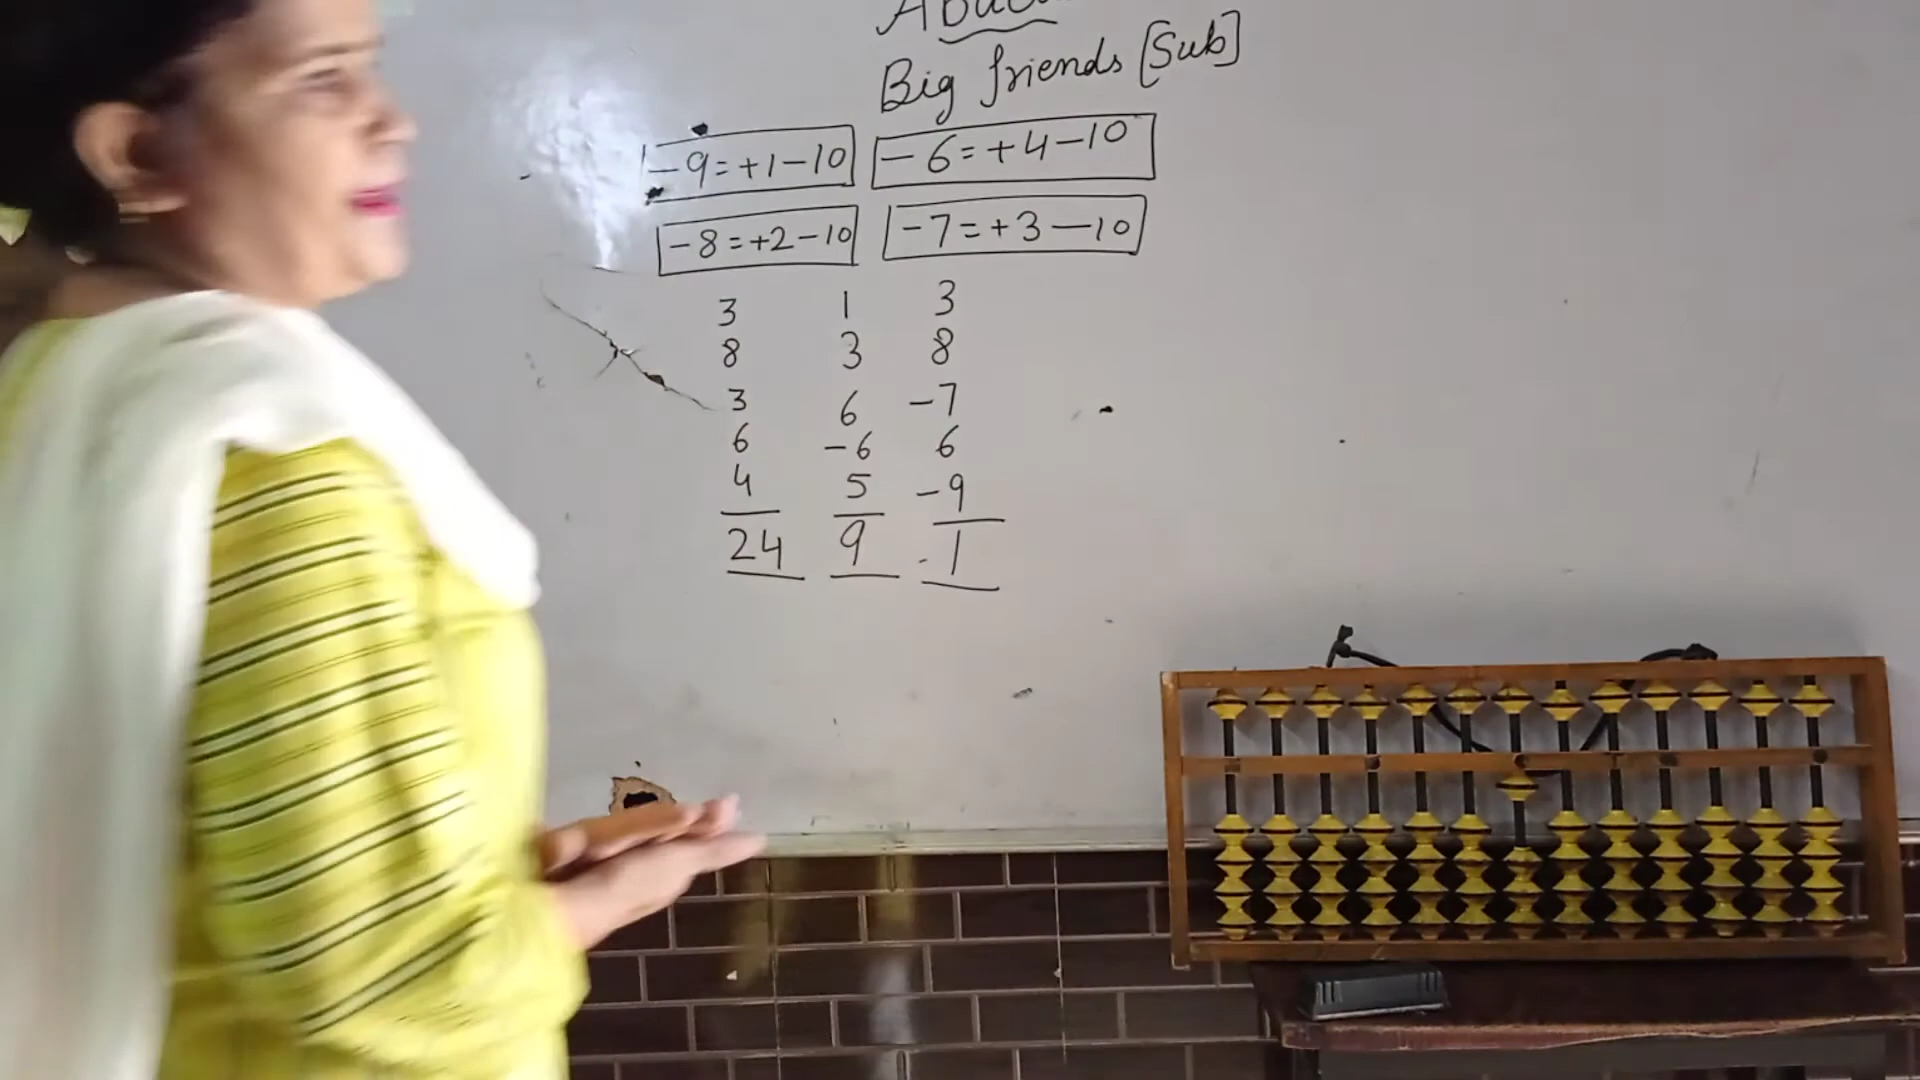 Big friends [Sub]
-9=+1-10 -6=+4-10
-8=+2-10 -7=+3-10
3 1 3
8 3 8
3 6 -7
6 -6 6
4 5 -9
24 9 1